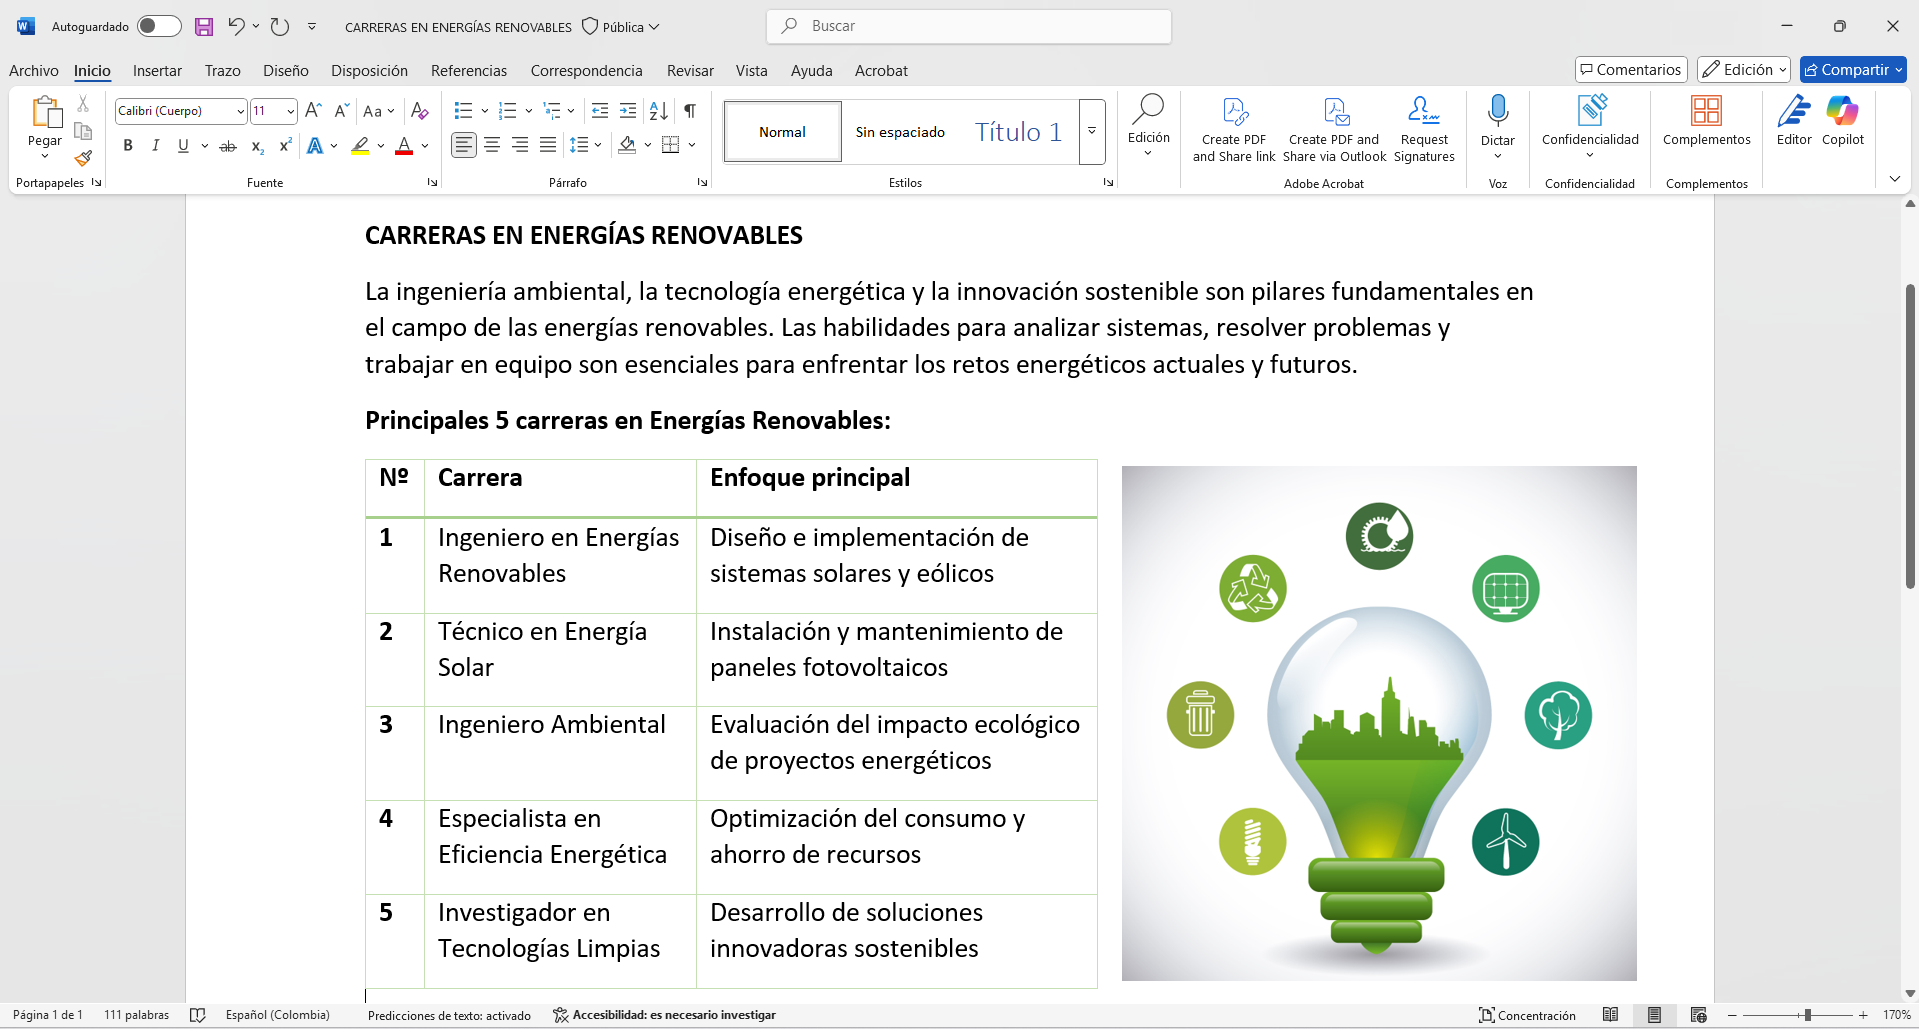 Autoguardado
CARRERAS EN ENERGÍAS RENOVABLES
Pública
Buscar
Archivo Inicio Insertar Trazo Diseño Disposición Referencias Correspondencia Revisar Vista Ayuda Acrobat
Comentarios Edición Compartir
Pegar
Portapapeles
Calibri (Cuerpo) 11
Aa
N K S ab x₂ x² A A
Fuente
Párrafo
Normal Sin espaciado Título 1
Estilos
Edición
Create PDF and Share link
Create PDF and Share via Outlook
Request Signatures
Adobe Acrobat
Dictar
Voz
Confidencialidad
Confidencialidad
Complementos
Complementos
Editor
Copilot
CARRERAS EN ENERGÍAS RENOVABLES
La ingeniería ambiental, la tecnología energética y la innovación sostenible son pilares fundamentales en
el campo de las energías renovables. Las habilidades para analizar sistemas, resolver problemas y
trabajar en equipo son esenciales para enfrentar los retos energéticos actuales y futuros.
Principales 5 carreras en Energías Renovables:
Nº Carrera Enfoque principal
1 Ingeniero en Energías Renovables Diseño e implementación de sistemas solares y eólicos
2 Técnico en Energía Solar Instalación y mantenimiento de paneles fotovoltaicos
3 Ingeniero Ambiental Evaluación del impacto ecológico de proyectos energéticos
4 Especialista en Eficiencia Energética Optimización del consumo y ahorro de recursos
5 Investigador en Tecnologías Limpias Desarrollo de soluciones innovadoras sostenibles
Página 1 de 1 111 palabras Español (Colombia) Predicciones de texto: activado Accesibilidad: es necesario investigar Concentración 170%